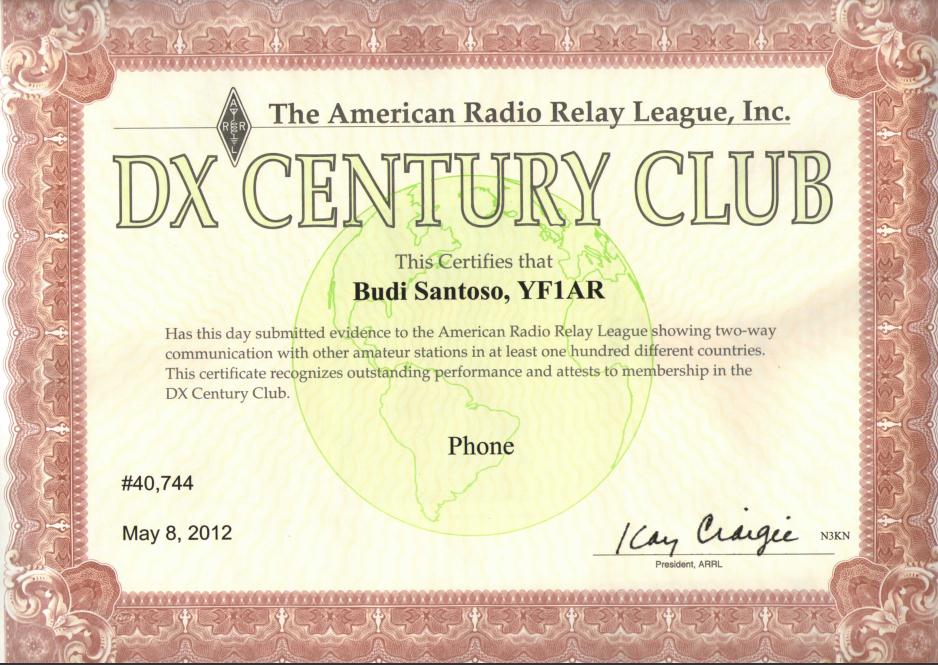 The American Radio Relay League, Inc.
A
R R
L
DX CENTURY CLUB
This Certifies that
Budi Santoso, YF1AR
Has this day submitted evidence to the American Radio Relay League showing two-way
communication with other amateur stations in at least one hundred different countries.
This certificate recognizes outstanding performance and attests to membership in the
DX Century Club.
Phone
#40,744
May 8, 2012
Kay Craigie N3KN
President, ARRL